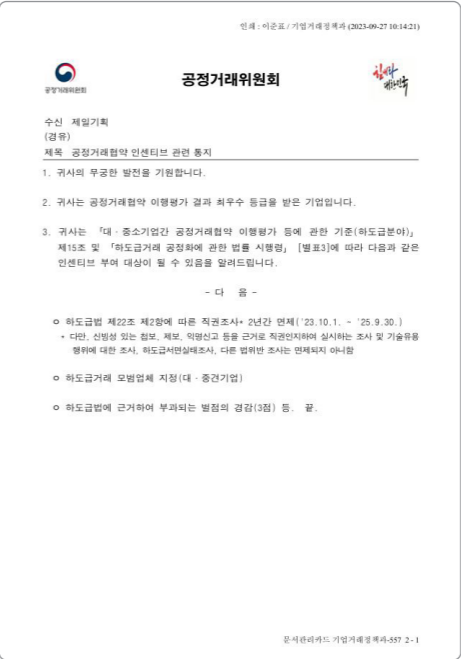 인쇄 : 이준표 / 기업거래정책과 (2023-09-27 10:14:21)
공정거래위원회
공정거래위원회
힘내라
대한민국
수신 제일기획
(경유)
제목 공정거래협약 인센티브 관련 통지
1. 귀사의 무궁한 발전을 기원합니다.
2. 귀사는 공정거래협약 이행평가 결과 최우수 등급을 받은 기업입니다.
3. 귀사는 「대·중소기업간 공정거래협약 이행평가 등에 관한 기준(하도급분야)」
제15조 및 「하도급거래 공정화에 관한 법률 시행령」 [별표3]에 따라 다음과 같은
인센티브 부여 대상이 될 수 있음을 알려드립니다.
- 다 음 -
ㅇ 하도급법 제22조 제2항에 따른 직권조사* 2년간 면제('23.10.1. - '25.9.30.)
* 다만, 신빙성 있는 첩보, 제보, 익명신고 등을 근거로 직권인지하여 실시하는 조사 및 기술유용
행위에 대한 조사, 하도급서면실태조사, 다른 법위반 조사는 면제되지 아니함
ㅇ 하도급거래 모범업체 지정(대·중견기업)
ㅇ 하도급법에 근거하여 부과되는 벌점의 경감(3점) 등. 끝.
문서관리카드 기업거래정책과-557 2 - 1